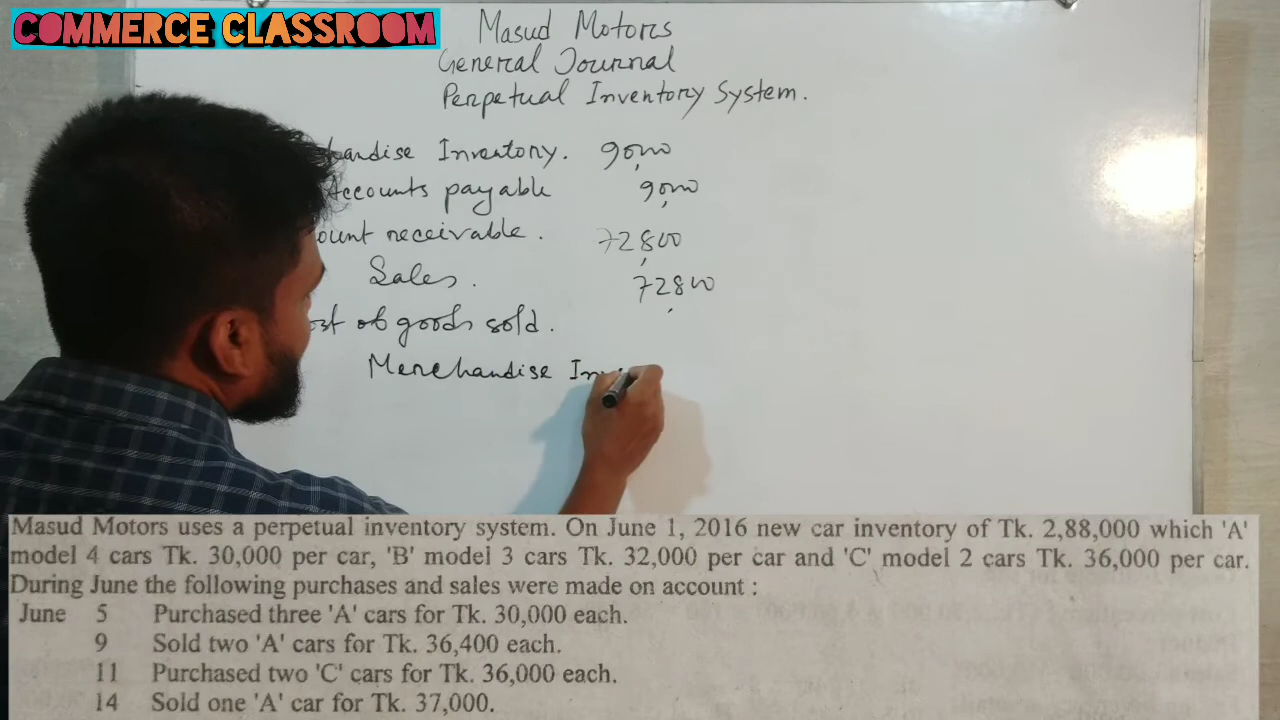 COMMERCE CLASSROOM
Masud Motors
General Journal
Perpetual Inventory System.
handise Inventory. 90,000
Accounts payable 90,000
ount receivable. 72,800
Sales. 72,800
ost of goods sold.
Merchandise Inv
Masud Motors uses a perpetual inventory system. On June 1, 2016 new car inventory of Tk. 2,88,000 which 'A'
model 4 cars Tk. 30,000 per car, 'B' model 3 cars Tk. 32,000 per car and 'C' model 2 cars Tk. 36,000 per car.
During June the following purchases and sales were made on account :
June 5 Purchased three 'A' cars for Tk. 30,000 each.
9 Sold two 'A' cars for Tk. 36,400 each.
11 Purchased two 'C' cars for Tk. 36,000 each.
14 Sold one 'A' car for Tk. 37,000.